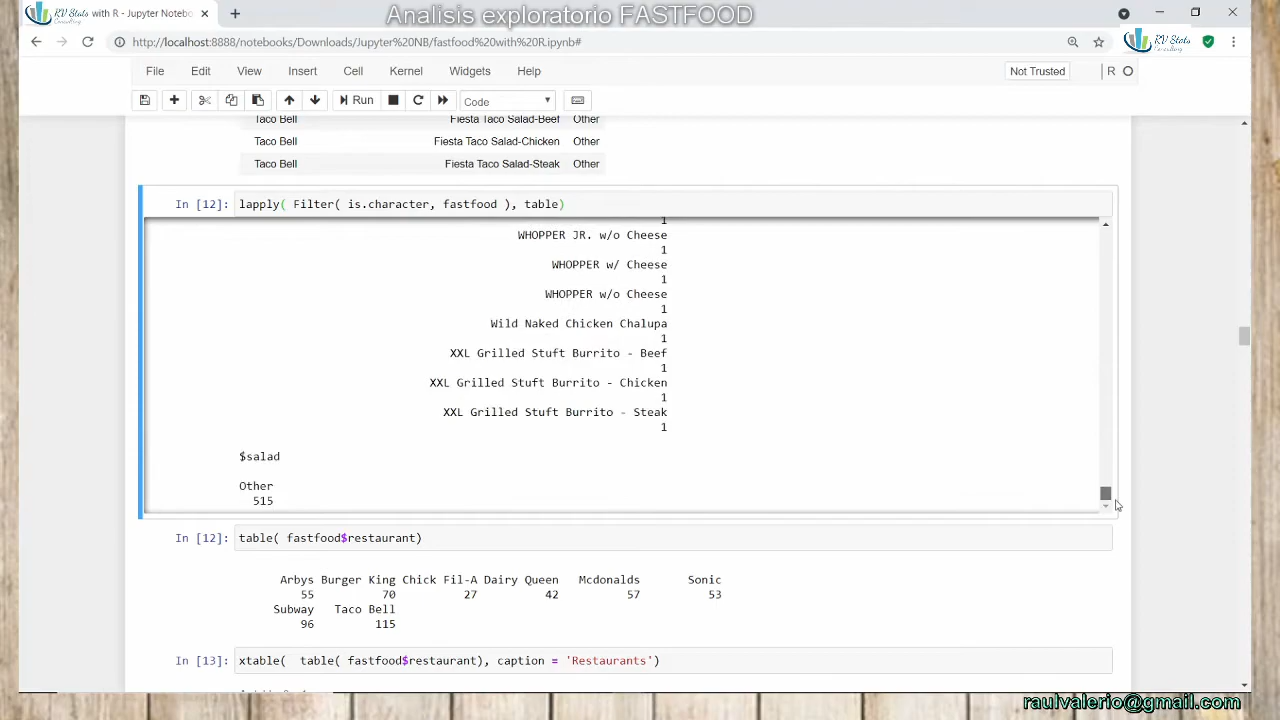 Analisis exploratorio FASTFOOD
RV Stats
Consulting
with R - Jupyter Notebo
http://localhost:8888/notebooks/Downloads/Jupyter%20NB/fastfood%20with%20R.ipynb#
RV Stats
Consulting
File Edit View Insert Cell Kernel Widgets Help Not Trusted R
Run Code
Taco Bell Fiesta Taco Salad-Beef Other
Taco Bell Fiesta Taco Salad-Chicken Other
Taco Bell Fiesta Taco Salad-Steak Other
In [12]: lapply( Filter( is.character, fastfood ), table)
1
WHOPPER JR. w/o Cheese
1
WHOPPER w/ Cheese
1
WHOPPER w/o Cheese
1
Wild Naked Chicken Chalupa
1
XXL Grilled Stuft Burrito - Beef
1
XXL Grilled Stuft Burrito - Chicken
1
XXL Grilled Stuft Burrito - Steak
1
$salad
Other
515
In [12]: table( fastfood$restaurant)
Arbys Burger King Chick Fil-A Dairy Queen Mcdonalds Sonic
55 70 27 42 57 53
Subway Taco Bell
96 115
In [13]: xtable( table( fastfood$restaurant), caption = 'Restaurants')
raulvalerio@gmail.com